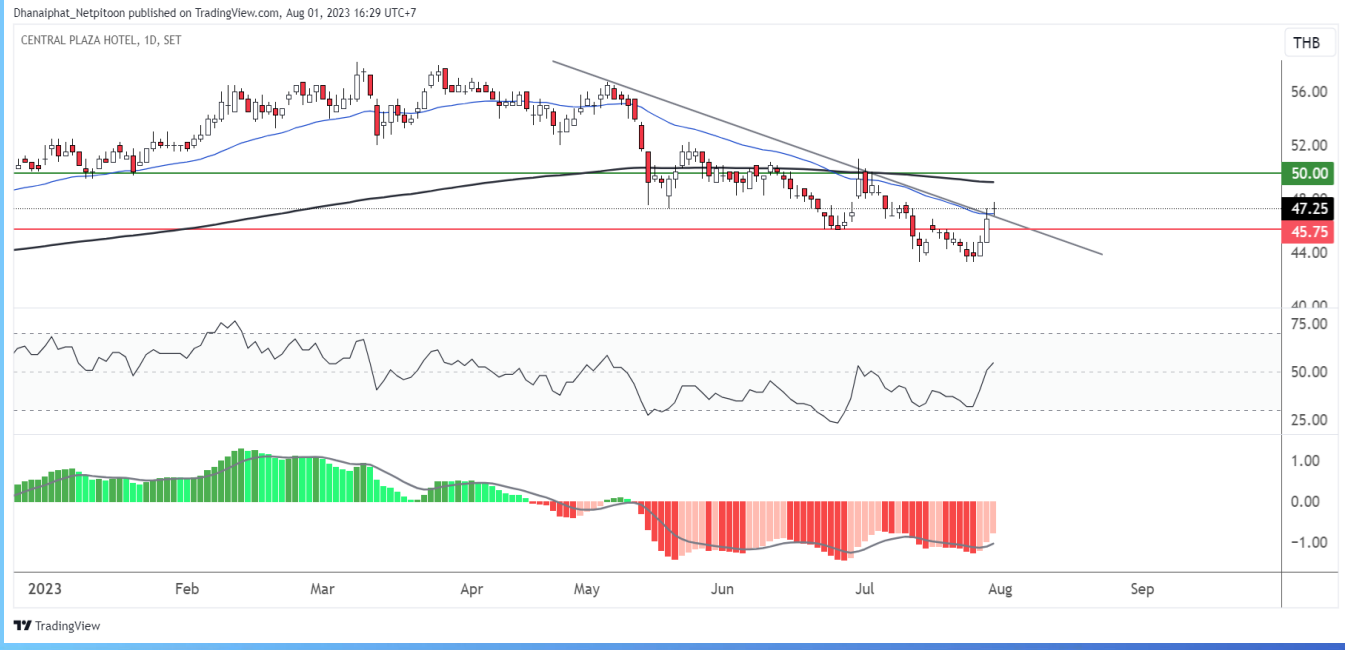 Dhanaiphat_Netpitoon published on TradingView.com, Aug 01, 2023 16:29 UTC+7
CENTRAL PLAZA HOTEL, 1D, SET
THB
56.00
52.00
50.00
48.00
47.25
45.75
44.00
40.00
75.00
50.00
25.00
1.00
0.00
−1.00
2023 Feb Mar Apr May Jun Jul Aug Sep
TradingView